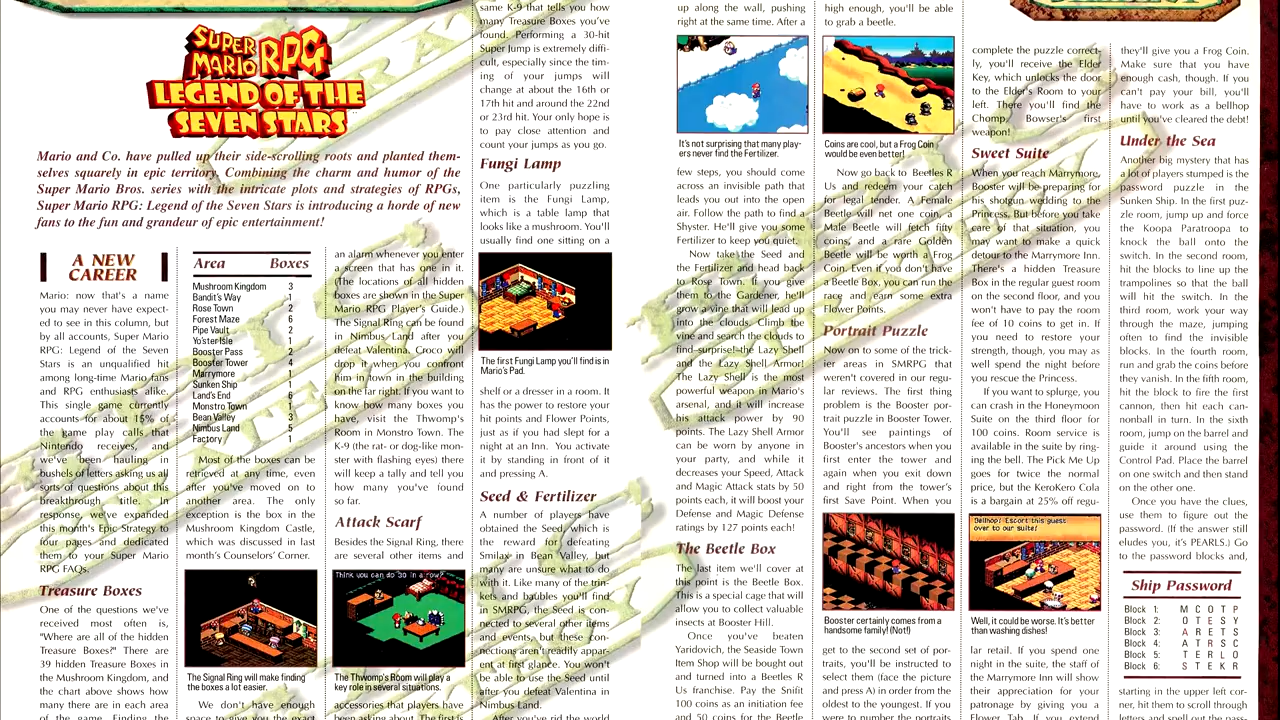 SUPER
MARIO RPG
LEGEND OF THE
SEVEN STARS
Mario and Co. have pulled up their side-scrolling roots and planted them-
selves squarely in epic territory. Combining the charm and humor of the
Super Mario Bros. series with the intricate plots and strategies of RPGs,
Super Mario RPG: Legend of the Seven Stars is introducing a horde of new
fans to the fun and grandeur of epic entertainment!
A NEW
CAREER
Mario: now that's a name
you may never have expect-
ed to see in this column, but
by all accounts, Super Mario
RPG: Legend of the Seven
Stars is an unqualified hit
among long-time Mario fans
and RPG enthusiasts alike.
This single game currently
accounts for about 15% of
the game play calls that
Nintendo receives, and
we've been hauling in
bushels of letters asking us all
sorts of questions about this
breakthrough title. In
response, we've expanded
this month's Epic Strategy to
four pages and dedicated
them to your Super Mario
RPG FAQs.
Treasure Boxes
One of the questions we've
received most often is,
"Where are all of the hidden
Treasure Boxes?" There are
39 hidden Treasure Boxes in
the Mushroom Kingdom, and
the chart above shows how
many there are in each area
of the game. Finding the
Area Boxes
Mushroom Kingdom 3
Bandit's Way 1
Rose Town 2
Forest Maze 6
Pipe Vault 2
Yo'ster Isle 1
Booster Pass 2
Booster Tower 4
Marrymore 1
Sunken Ship 1
Land's End 6
Monstro Town 1
Bean Valley 3
Nimbus Land 5
Factory 1
Most of the boxes can be
retrieved at any time, even
after you've moved on to
another area. The only
exception is the box in the
Mushroom Kingdom Castle,
which was discussed in last
month's Counselors' Corner.
The Signal Ring will make finding
the boxes a lot easier.
We don't have enough
space to give you the exact
an alarm whenever you enter
a screen that has one in it.
(The locations of all hidden
boxes are shown in the Super
Mario RPG Player's Guide.)
The Signal Ring can be found
in Nimbus Land after you
defeat Valentina. Croco will
drop it when you confront
him in town in the building
on the far right. If you want to
know how many boxes you
have, visit the Thwomp's
Room in Monstro Town. The
K-9 (the rat- or dog-like mon-
ster with flashing eyes) there
will keep a tally and tell you
how many you've found
so far.
Attack Scarf
Besides the Signal Ring, there
are several other items and
Think you can do 30 in a row?
The Thwomp's Room will play a
key role in several situations.
accessories that players have
been asking about. The first is
same K-9 that tells you how
many Treasure Boxes you've
found. Performing a 30-hit
Super Jump is extremely diffi-
cult, especially since the tim-
ing of your jumps will
change at about the 16th or
17th hit and around the 22nd
or 23rd hit. Your only hope is
to pay close attention and
count your jumps as you go.
Fungi Lamp
One particularly puzzling
item is the Fungi Lamp,
which is a table lamp that
looks like a mushroom. You'll
usually find one sitting on a
The first Fungi Lamp you'll find is in
Mario's Pad.
shelf or a dresser in a room. It
has the power to restore your
hit points and Flower Points,
just as if you had slept for a
night at an Inn. You activate
it by standing in front of it
and pressing A.
Seed & Fertilizer
A number of players have
obtained the Seed, which is
the reward for defeating
Smilax in Bean Valley, but
many are unsure what to do
with it. Like many of the trin-
kets and baubles you'll find
in SMRPG, the Seed is con-
nected to several other items
and events, but these con-
nections aren't readily appar-
ent at first glance. You won't
be able to use the Seed until
after you defeat Valentina in
Nimbus Land.
After you've rid the world
up along the wall, pushing
right at the same time. After a
It's not surprising that many play-
ers never find the Fertilizer.
few steps, you should come
across an invisible path that
leads you out into the open
air. Follow the path to find a
Shyster. He'll give you some
Fertilizer to keep you quiet.
Now take the Seed and
the Fertilizer and head back
to Rose Town. If you give
them to the Gardener, he'll
grow a vine that will lead up
into the clouds. Climb the
vine and search the clouds to
find–surprise!–the Lazy Shell
and the Lazy Shell Armor!
The Lazy Shell is the most
powerful weapon in Mario's
arsenal, and it will increase
his attack power by 90
points. The Lazy Shell Armor
can be worn by anyone in
your party, and while it
decreases your Speed, Attack
and Magic Attack stats by 50
points each, it will boost your
Defense and Magic Defense
ratings by 127 points each!
The Beetle Box
The last item we'll cover at
this point is the Beetle Box.
This is a special cage that will
allow you to collect valuable
insects at Booster Hill.
Once you've beaten
Yaridovich, the Seaside Town
Item Shop will be bought out
and turned into a Beetles R
Us franchise. Pay the Snifit
100 coins as an initiation fee
and 50 coins for the Beetle
high enough, you'll be able
to grab a beetle.
Coins are cool, but a Frog Coin
would be even better!
Now go back to Beetles R
Us and redeem your catch
for legal tender. A Female
Beetle will net one coin, a
Male Beetle will fetch fifty
coins, and a rare Golden
Beetle will be worth a Frog
Coin. Even if you don't have
a Beetle Box, you can run the
race and earn some extra
Flower Points.
Portrait Puzzle
Now on to some of the trick-
ier areas in SMRPG that
weren't covered in our regu-
lar reviews. The first thing
problem is the Booster por-
trait puzzle in Booster Tower.
You'll see paintings of
Booster's ancestors when you
first enter the tower and
again when you exit down
and right from the tower's
first Save Point. When you
Booster certainly comes from a
handsome family! (Not!)
get to the second set of por-
traits, you'll be instructed to
select them (face the picture
and press A) in order from the
oldest to the youngest. If you
were to number the portraits
complete the puzzle correct-
ly, you'll receive the Elder
Key, which unlocks the door
to the Elder's Room to your
left. There you'll find the
Chomp, Bowser's first
weapon!
Sweet Suite
When you reach Marrymore,
Booster will be preparing for
his shotgun wedding to the
Princess. But before you take
care of that situation, you
may want to make a quick
detour to the Marrymore Inn.
There's a hidden Treasure
Box in the regular guest room
on the second floor, and you
won't have to pay the room
fee of 10 coins to get in. If
you need to restore your
strength, though, you may as
well spend the night before
you rescue the Princess.
If you want to splurge, you
can crash in the Honeymoon
Suite on the third floor for
100 coins. Room service is
available in the suite by ring-
ing the bell. The Pick Me Up
goes for twice the normal
price, but the KeroKero Cola
is a bargain at 25% off regu-
Bellhop! Escort this guest
over to our suite!
Well, it could be worse. It's better
than washing dishes!
lar retail. If you spend one
night in the suite, the staff of
the Marrymore Inn will show
their appreciation for your
patronage by giving you a
Flower Tab. If you extend
they'll give you a Frog Coin.
Make sure that you have
enough cash, though. If you
can't pay your bill, you'll
have to work as a bellhop
until you've cleared the debt!
Under the Sea
Another big mystery that has
a lot of players stumped is the
password puzzle in the
Sunken Ship. In the first puz-
zle room, jump up and force
the Koopa Paratroopa to
knock the ball onto the
switch. In the second room,
hit the blocks to line up the
trampolines so that the ball
will hit the switch. In the
third room, work your way
through the maze, jumping
often to find the invisible
blocks. In the fourth room,
run and grab the coins before
they vanish. In the fifth room,
hit the block to fire the first
cannon, then hit each can-
nonball in turn. In the sixth
room, jump on the barrel and
guide it around using the
Control Pad. Place the barrel
on one switch and then stand
on the other one.
Once you have the clues,
use them to figure out the
password. (If the answer still
eludes you, it's PEARLS.) Go
to the password blocks and,
Ship Password
Block 1: M C O T P
Block 2: O T E S Y
Block 3: A R E T S
Block 4: A T R S C
Block 5: T E R L O
Block 6: S T E K R
starting in the upper left cor-
ner, hit them to scroll through
letters and spell out the pass-